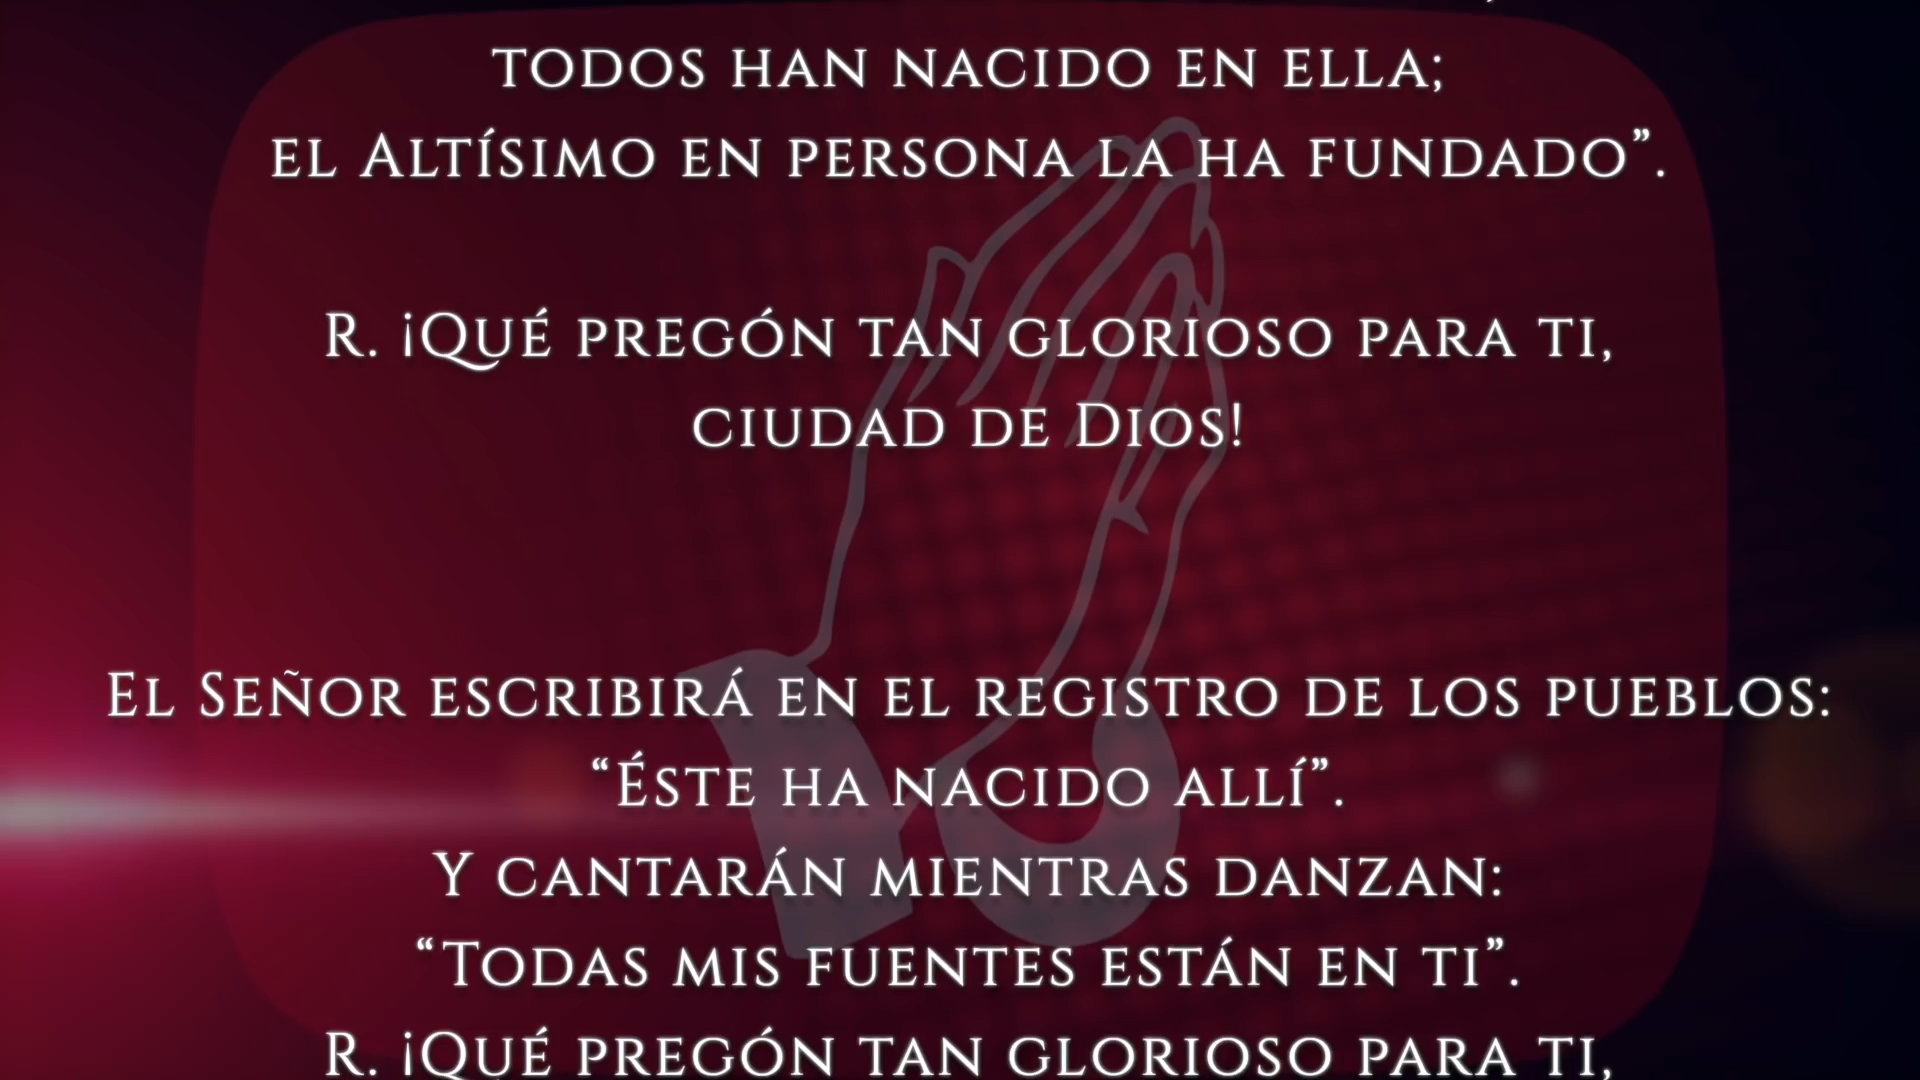 todos han nacido en ella;
el Altísimo en persona la ha fundado”.
R. ¡Qué pregón tan glorioso para ti,
ciudad de Dios!
El Señor escribirá en el registro de los pueblos:
“Éste ha nacido allí”.
Y cantarán mientras danzan:
“Todas mis fuentes están en ti”.
R. ¡Qué pregón tan glorioso para ti,